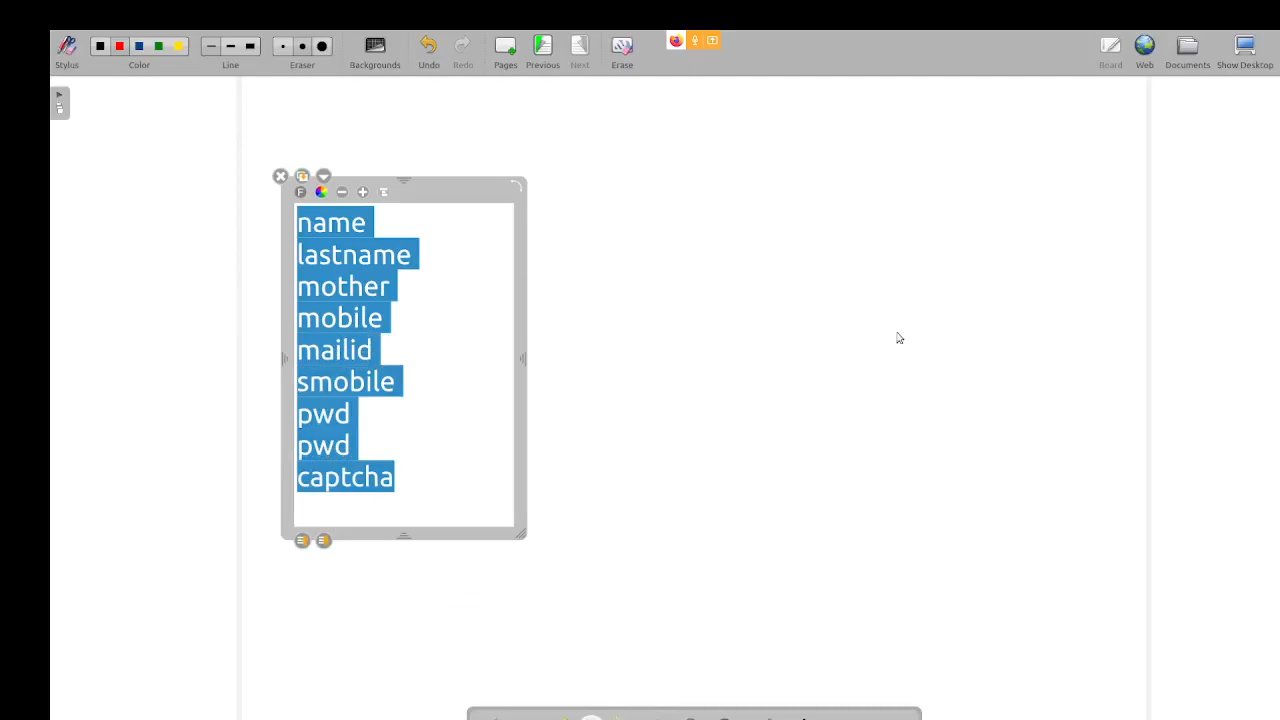 Stylus
Color
Line
Eraser
Backgrounds
Undo
Redo
Pages
Previous
Next
Erase
Board
Web
Documents
Show Desktop
name
lastname
mother
mobile
mailid
smobile
pwd
pwd
captcha